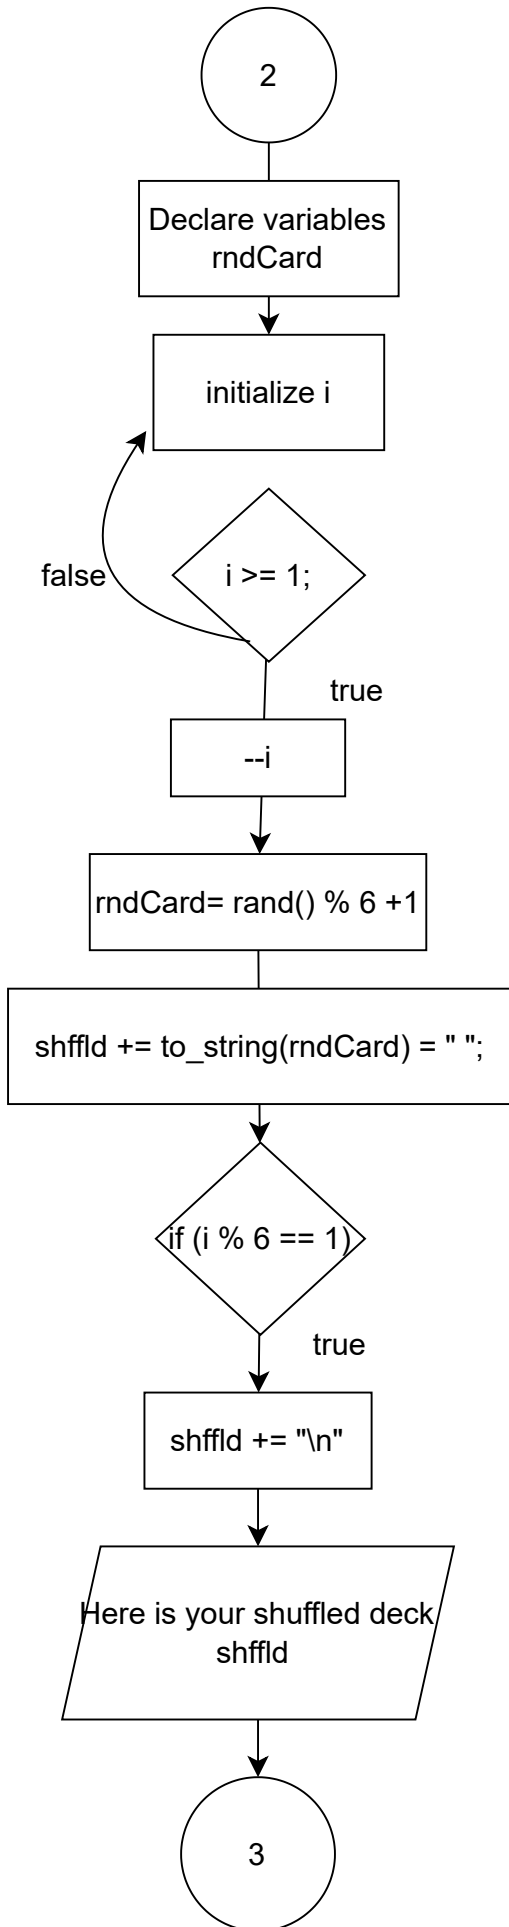 2
Declare variables
rndCard
initialize i
i >= 1;
false
true
--i
rndCard= rand() % 6 +1
shffld += to_string(rndCard) = " ";
if (i % 6 == 1)
true
shffld += "\n"
Here is your shuffled deck
shffld
3